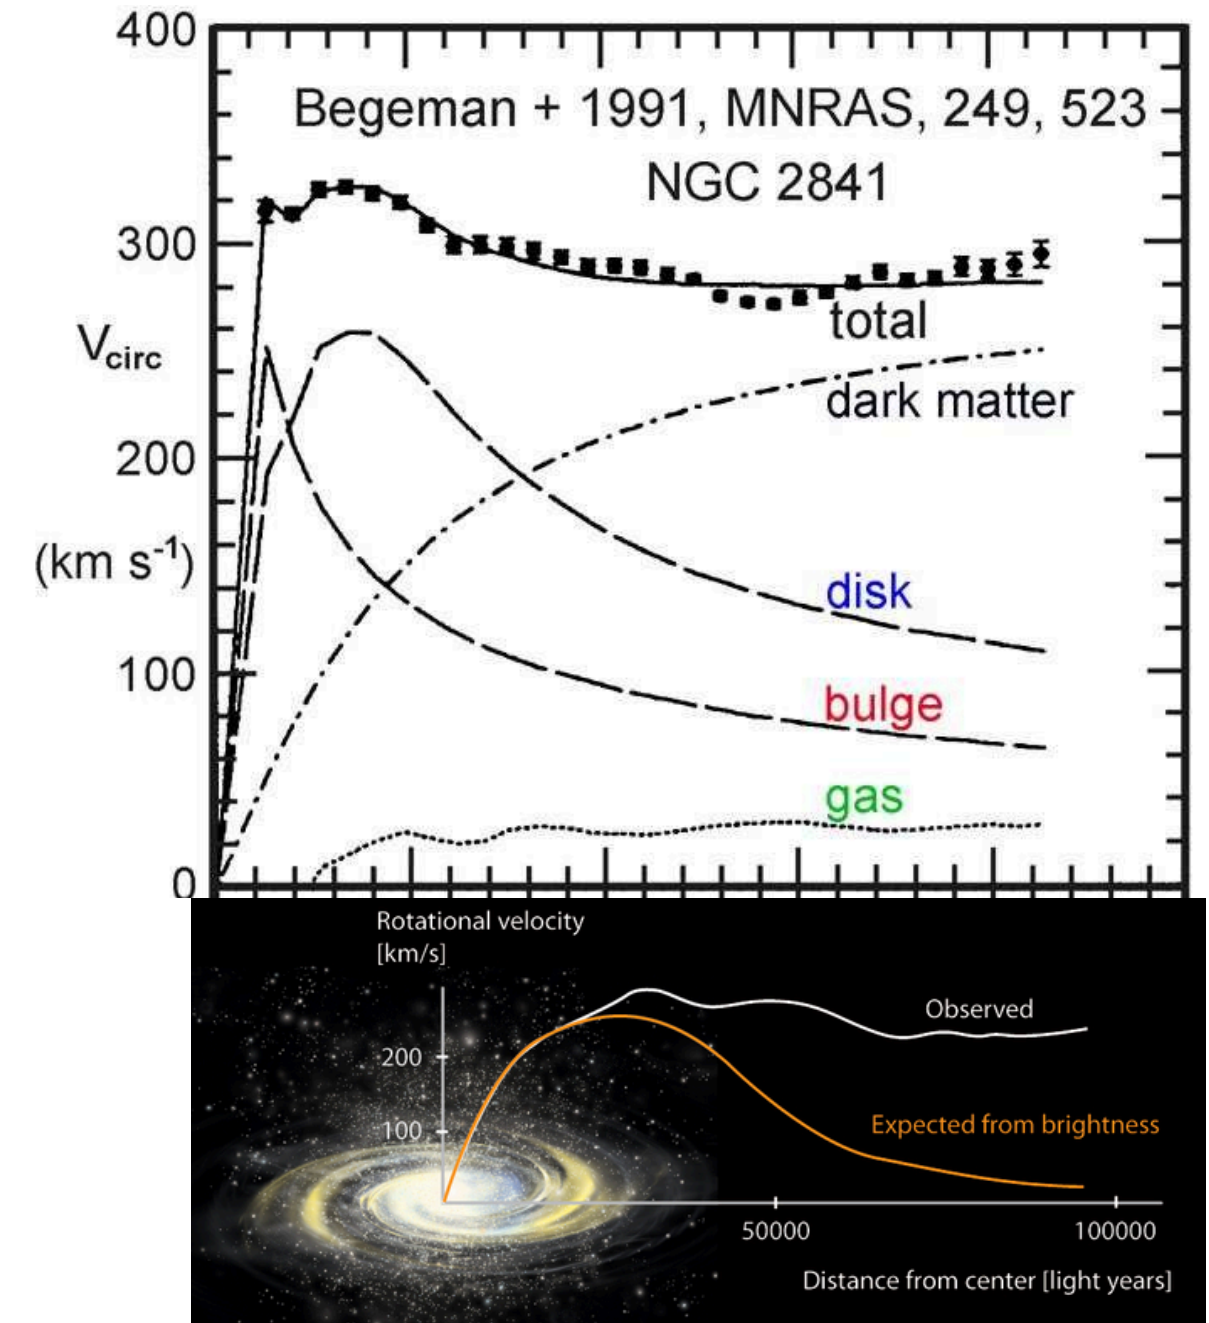 400
Begeman + 1991, MNRAS, 249, 523
NGC 2841
300
total
Vcirc
dark matter
200
(km s-1)
disk
100
bulge
gas
0
Rotational velocity
[km/s]
Observed
200
Expected from brightness
100
50000
100000
Distance from center [light years]